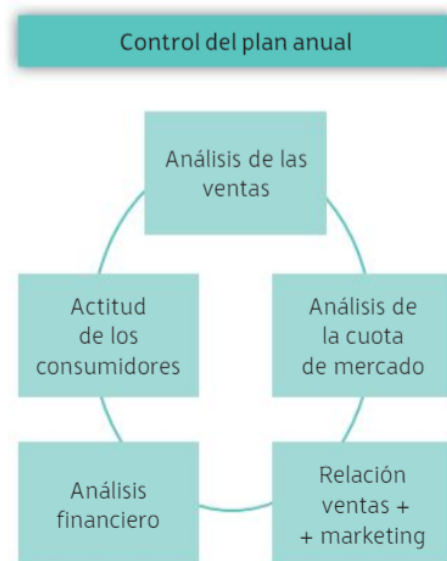 Control del plan anual
Análisis de las
ventas
Actitud
de los
consumidores
Análisis de
la cuota
de mercado
Análisis
financiero
Relación
ventas +
+ marketing